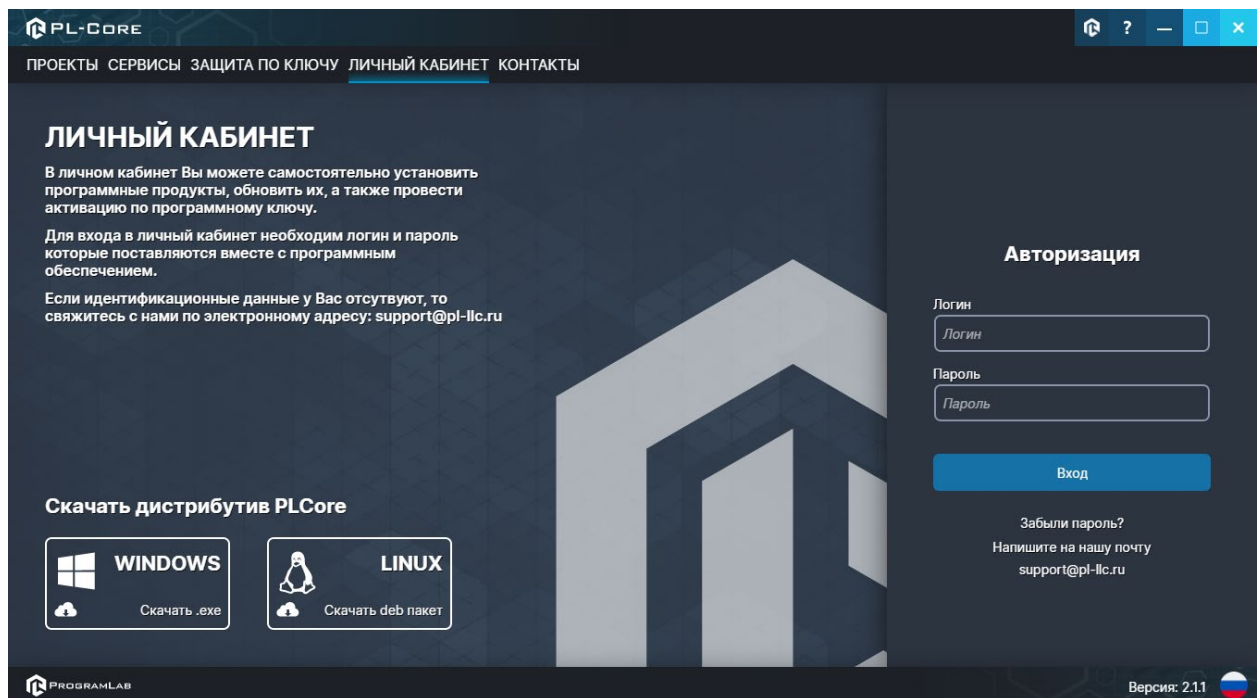 PL-CORE
?
ПРОЕКТЫ СЕРВИСЫ ЗАЩИТА ПО КЛЮЧУ ЛИЧНЫЙ КАБИНЕТ КОНТАКТЫ
ЛИЧНЫЙ КАБИНЕТ
В личном кабинет Вы можете самостоятельно установить
программные продукты, обновить их, а также провести
активацию по программному ключу.
Для входа в личный кабинет необходим логин и пароль
которые поставляются вместе с программным
обеспечением.
Если идентификационные данные у Вас отсутвуют, то
свяжитесь с нами по электронному адресу: support@pl-llc.ru
Скачать дистрибутив PLCore
WINDOWS
Скачать .exe
LINUX
Скачать deb пакет
Авторизация
Логин
Логин
Пароль
Пароль
Вход
Забыли пароль?
Напишите на нашу почту
support@pl-llc.ru
PROGRAMLAB
Версия: 2.1.1